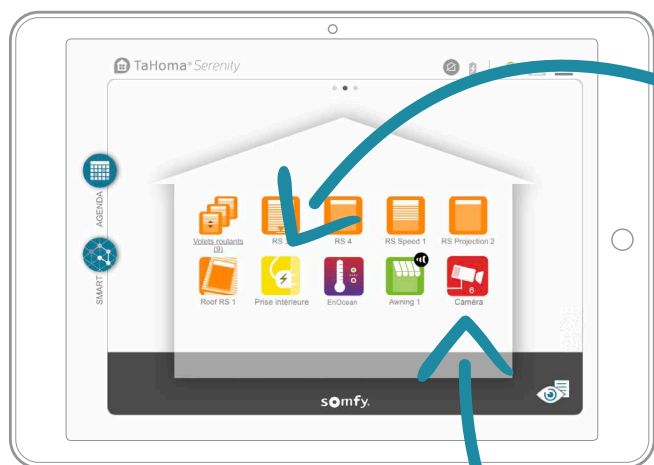 TaHoma® Serenity
AGENDA
SMART
Volets roulants
(9)
RS 4
RS Speed 1
RS Projection 2
Roof RS 1
Prise intérieure
EnOcean
Awning 1
6
Caméra
somfy.